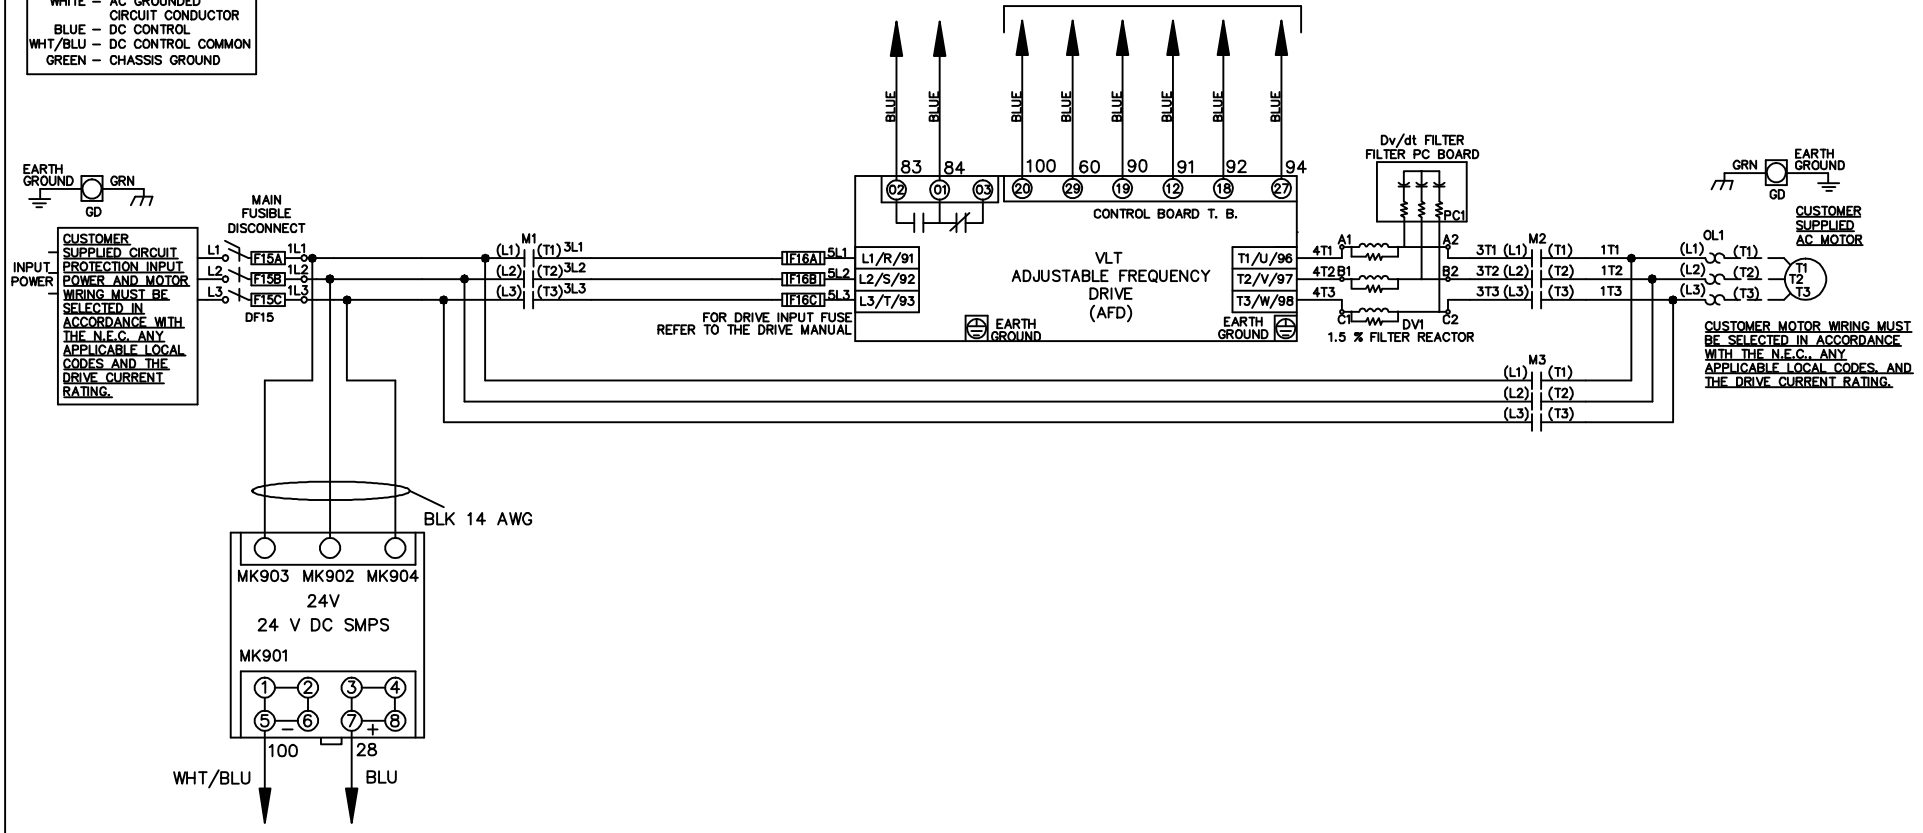 WHITE – AC GROUNDED
CIRCUIT CONDUCTOR
BLUE – DC CONTROL
WHT/BLU – DC CONTROL COMMON
GREEN – CHASSIS GROUND
BLUE
BLUE
BLUE
BLUE
BLUE
BLUE
BLUE
BLUE
83
84
100
60
90
91
92
94
02
01
03
20
29
19
12
18
27
CONTROL BOARD T. B.
EARTH
GROUND
GRN
GD
MAIN
FUSIBLE
DISCONNECT
CUSTOMER
SUPPLIED CIRCUIT
PROTECTION INPUT
POWER AND MOTOR
WIRING MUST BE
SELECTED IN
ACCORDANCE WITH
THE N.E.C. ANY
APPLICABLE LOCAL
CODES AND THE
DRIVE CURRENT
RATING.
INPUT
POWER
L1
F15A
1L1
L2
F15B
1L2
L3
F15C
1L3
DF15
M1
(L1) (T1) 3L1
(L2) (T2) 3L2
(L3) (T3) 3L3
F16A 5L1
F16B 5L2
F16C 5L3
FOR DRIVE INPUT FUSE
REFER TO THE DRIVE MANUAL
L1/R/91
L2/S/92
L3/T/93
VLT
ADJUSTABLE FREQUENCY
DRIVE
(AFD)
EARTH
GROUND
T1/U/96
T2/V/97
T3/W/98
EARTH
GROUND
4T1
4T2
4T3
Dv/dt FILTER
FILTER PC BOARD
PC1
A1
A2
B1
B2
C1
C2
DV1
1.5 % FILTER REACTOR
M2
3T1 (L1) (T1) 1T1
3T2 (L2) (T2) 1T2
3T3 (L3) (T3) 1T3
M3
(L1) (T1)
(L2) (T2)
(L3) (T3)
OL1
(L1) (T1)
(L2) (T2)
(L3) (T3)
T1
T2
T3
GRN
EARTH
GROUND
GD
CUSTOMER
SUPPLIED
AC MOTOR
CUSTOMER MOTOR WIRING MUST
BE SELECTED IN ACCORDANCE
WITH THE N.E.C., ANY
APPLICABLE LOCAL CODES, AND
THE DRIVE CURRENT RATING.
BLK 14 AWG
MK903 MK902 MK904
24V
24 V DC SMPS
MK901
1 2 3 4
5 6 7 8
– +
100
28
WHT/BLU
BLU